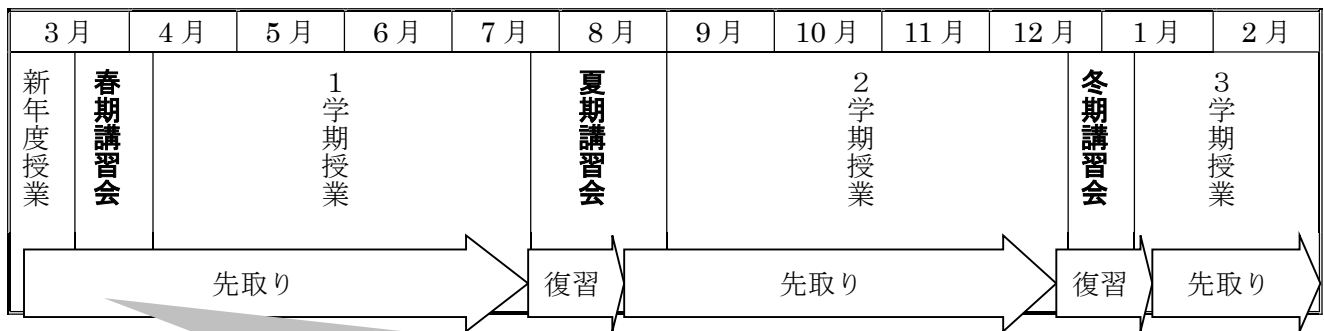 3月 4月 5月 6月 7月 8月 9月 10月 11月 12月 1月 2月
新年度授業 春期講習会 1学期授業 夏期講習会 2学期授業 冬期講習会 3学期授業
先取り 復習 先取り 復習 先取り